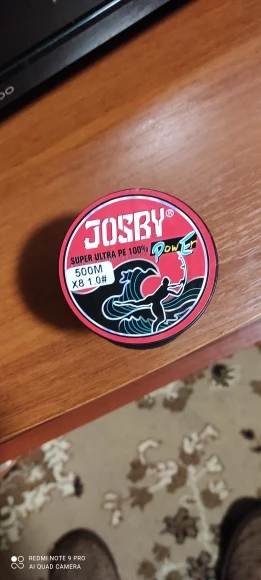 JOSBY®
SUPER ULTRA PE 100% Power
500M
X8 1.0#
REDMI NOTE 9 PRO
AI QUAD CAMERA